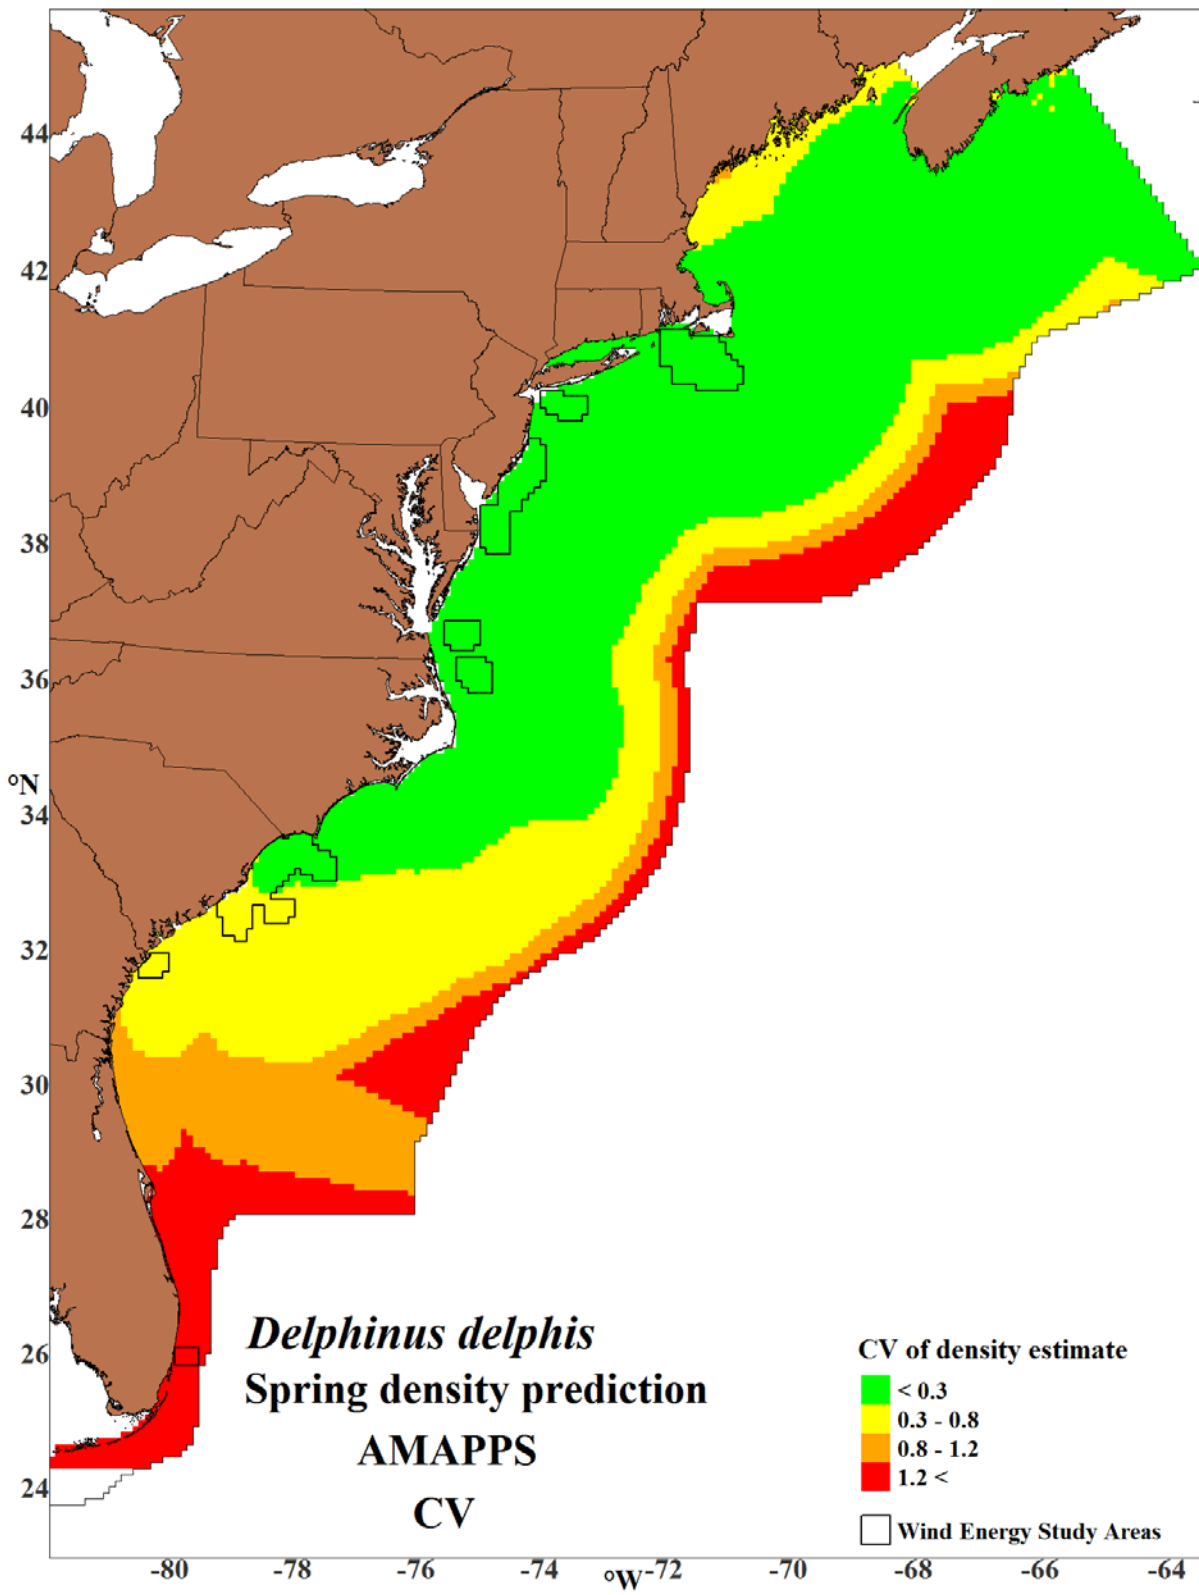 44
42
40
38
36
°N
34
32
30
28
26
24
Delphinus delphis
Spring density prediction
AMAPPS
CV
CV of density estimate
< 0.3
0.3 - 0.8
0.8 - 1.2
1.2 <
Wind Energy Study Areas
-80 -78 -76 -74 °W -72 -70 -68 -66 -64